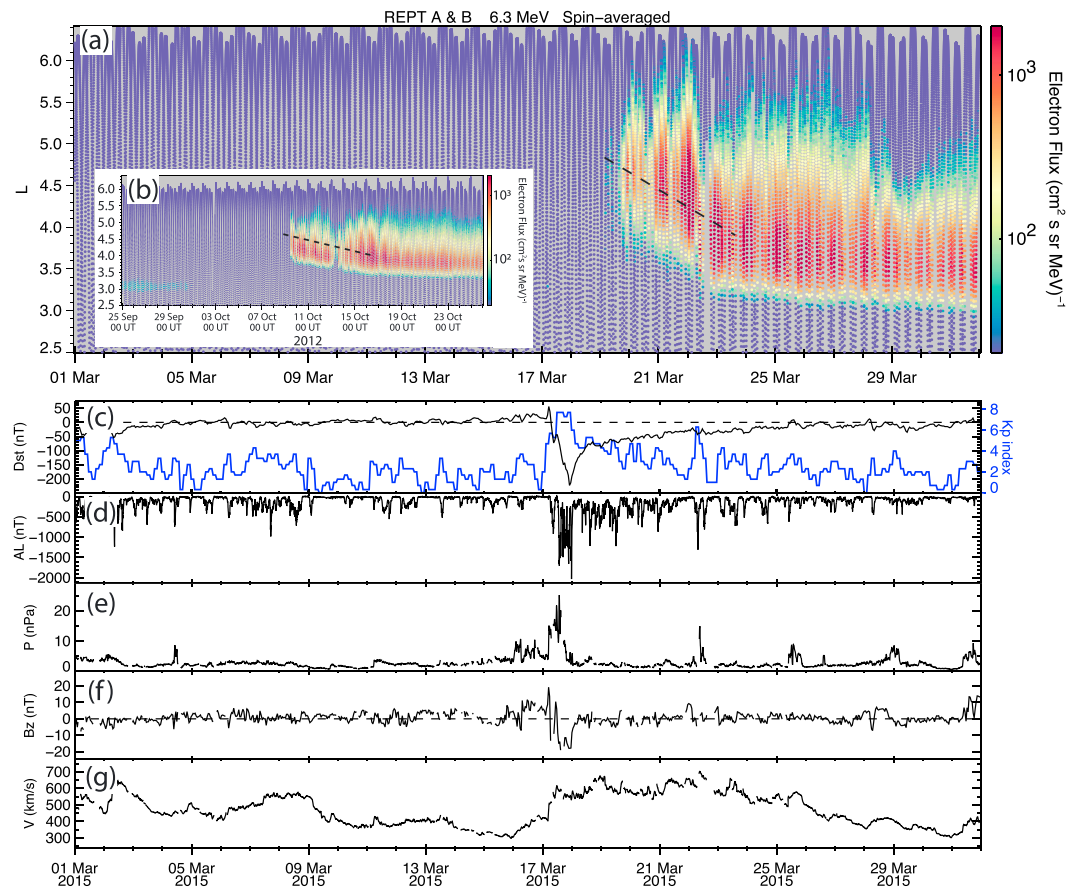 REPT A & B 6.3 MeV Spin−averaged
(a)
6.0
5.5
5.0
4.5
4.0
3.5
3.0
2.5
L
01 Mar 05 Mar 09 Mar 13 Mar 17 Mar 21 Mar 25 Mar 29 Mar
10³
10²
Electron Flux (cm² s sr MeV)⁻¹
(b)
6.0
5.5
5.0
4.5
4.0
3.5
3.0
2.5
25 Sep 29 Sep 03 Oct 07 Oct 11 Oct 15 Oct 19 Oct 23 Oct
00 UT 00 UT 00 UT 00 UT 00 UT 00 UT 00 UT 00 UT
2012
10³
10²
Electron Flux (cm²s sr MeV)⁻¹
(c)
50
0
−50
−100
−150
−200
Dst (nT)
8
6
4
2
0
Kp index
(d)
0
−500
−1000
−1500
−2000
AL (nT)
(e)
20
10
0
P (nPa)
(f)
20
10
0
−10
−20
Bz (nT)
(g)
700
600
500
400
300
V (km/s)
01 Mar 05 Mar 09 Mar 13 Mar 17 Mar 21 Mar 25 Mar 29 Mar
2015 2015 2015 2015 2015 2015 2015 2015